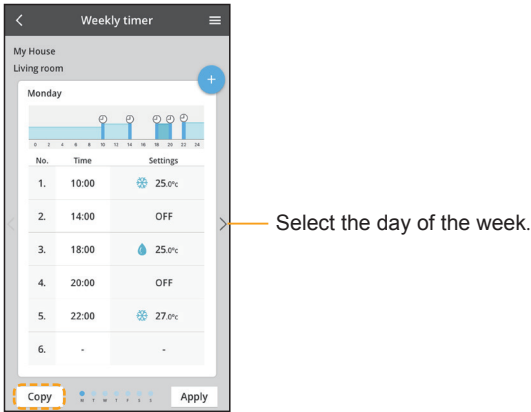 Weekly timer
My House
Living room
+
Monday
0 2 4 6 8 10 12 14 16 18 20 22 24
No. Time Settings
1. 10:00 25.0°c
2. 14:00 OFF
3. 18:00 25.0°c
4. 20:00 OFF
5. 22:00 27.0°c
6. - -
Select the day of the week.
Copy M T W T F S S Apply